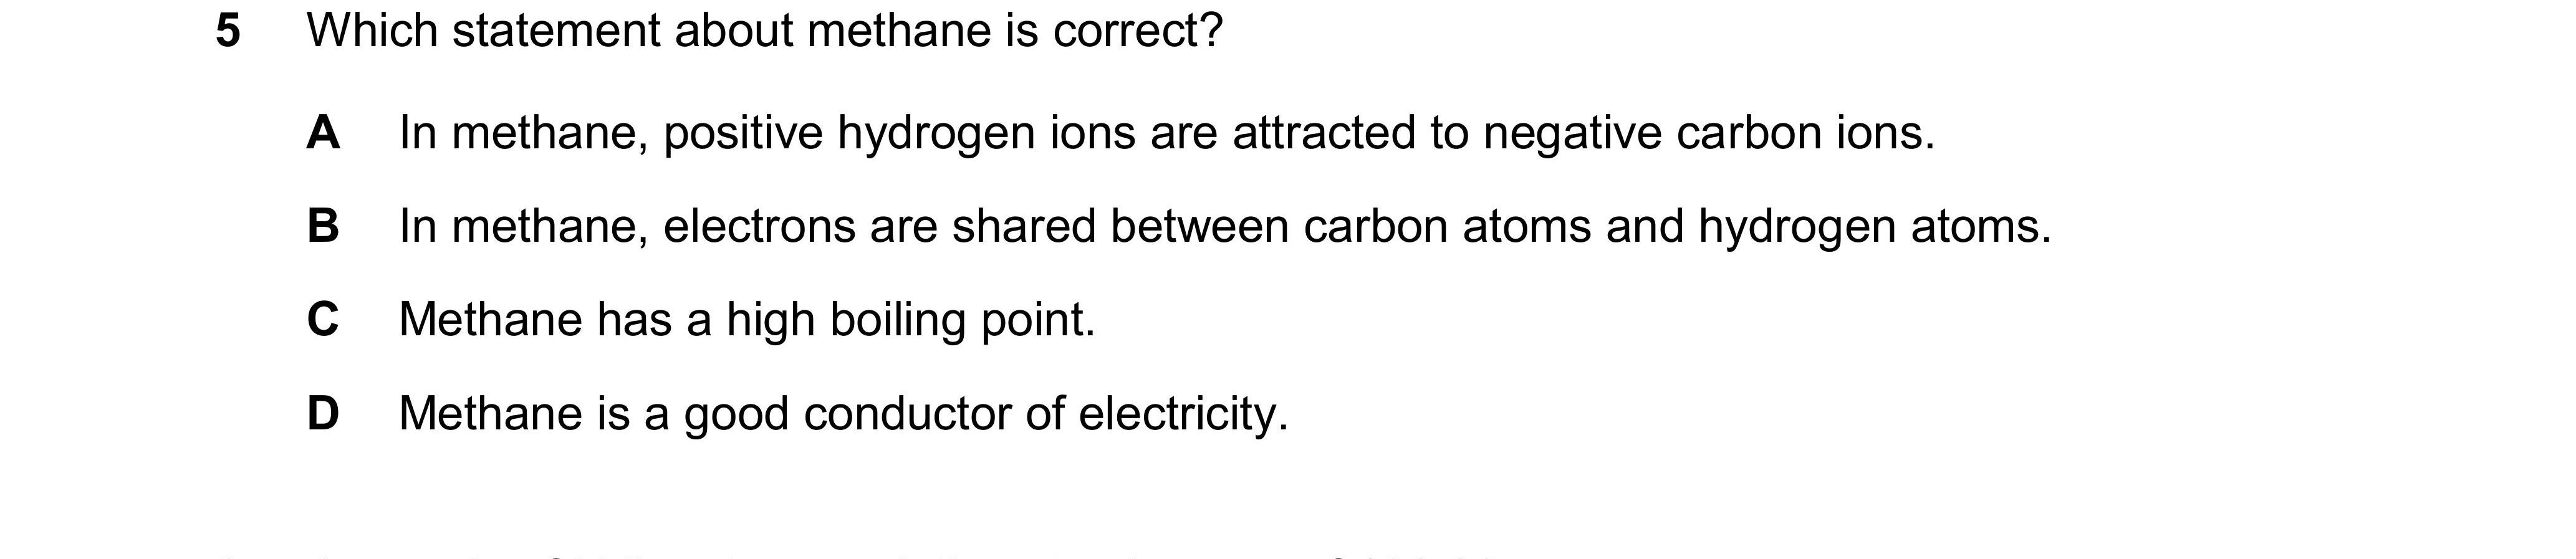 5 Which statement about methane is correct?
A In methane, positive hydrogen ions are attracted to negative carbon ions.
B In methane, electrons are shared between carbon atoms and hydrogen atoms.
C Methane has a high boiling point.
D Methane is a good conductor of electricity.